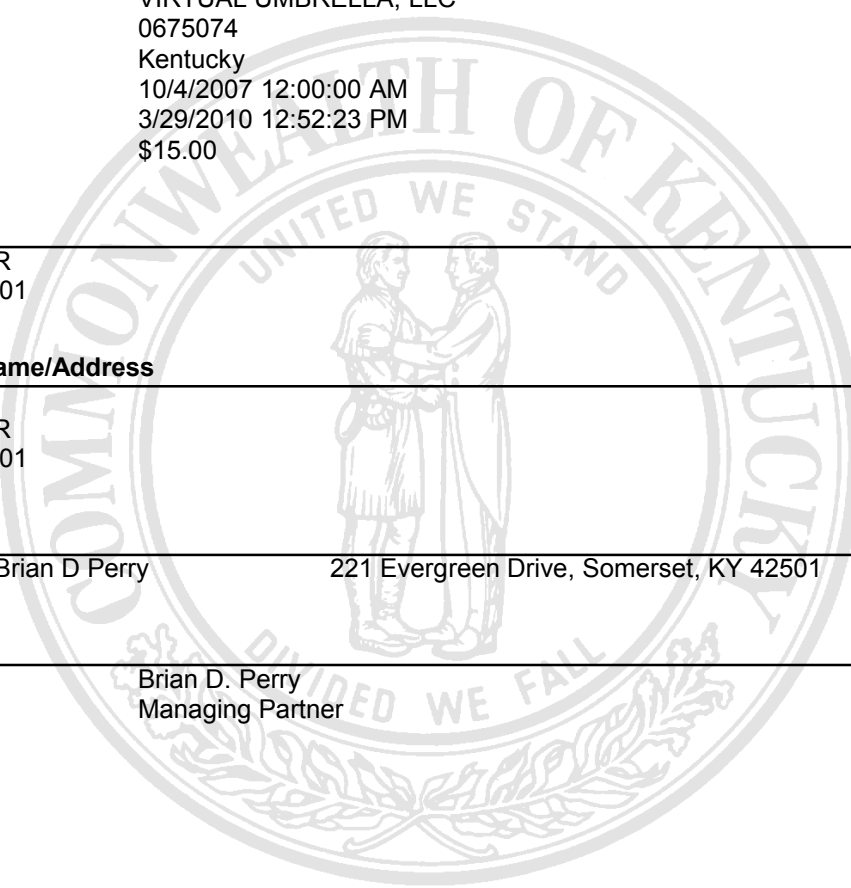 VIRTUAL UMBRELLA, LLC
0675074
Kentucky
10/4/2007 12:00:00 AM
3/29/2010 12:52:23 PM
$15.00
COMMONWEALTH OF KENTUCKY
UNITED WE STAND
R
01
ame/Address
R
01
Brian D Perry 221 Evergreen Drive, Somerset, KY 42501
DIVIDED WE FALL
Brian D. Perry
Managing Partner